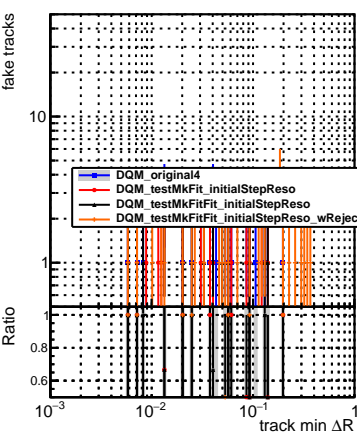 fake tracks
10
DQM_original4
DQM_testMkFit_initialStepReso
DQM_testMkFitFit_initialStepReso
DQM_testMkFitFit_initialStepReso_wRejec
1
Ratio
1
0.8
0.6
10⁻³ 10⁻² 10⁻¹ 1
track min ΔR